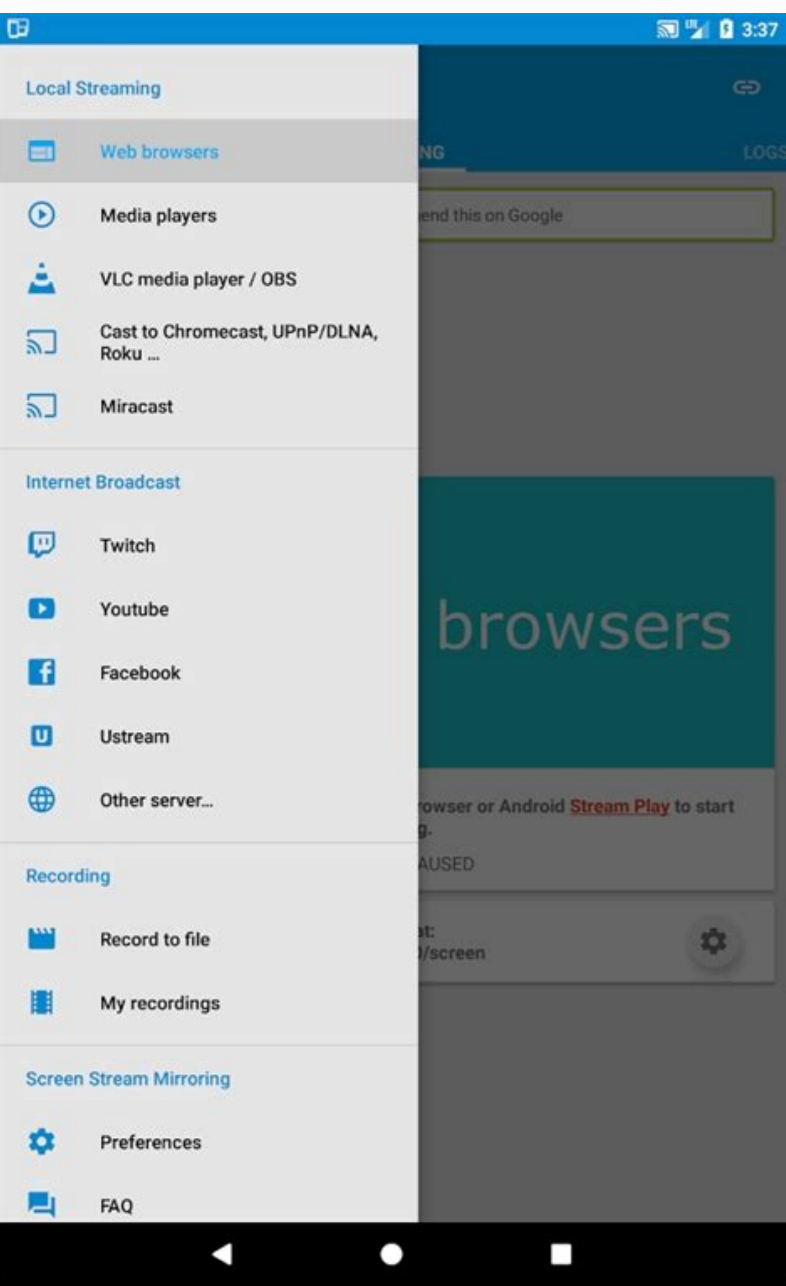 LTE 3:37
Local Streaming
Web browsers
NG
LOGS
Media players
end this on Google
VLC media player / OBS
Cast to Chromecast, UPnP/DLNA,
Roku ...
Miracast
Internet Broadcast
Twitch
Youtube
browsers
Facebook
Ustream
Other server...
rowser or Android Stream Play to start
g.
AUSED
Recording
Record to file
at:
0/screen
My recordings
Screen Stream Mirroring
Preferences
FAQ